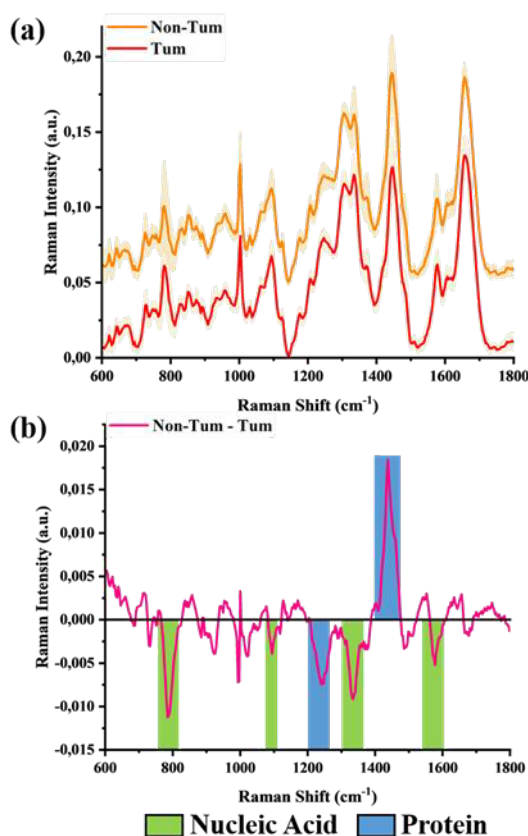 (a)
Non-Tum
Tum
0,20
0,15
0,10
0,05
0,00
Raman Intensity (a.u.)
600 800 1000 1200 1400 1600 1800
Raman Shift (cm⁻¹)
(b)
Non-Tum - Tum
0,020
0,015
0,010
0,005
0,000
-0,005
-0,010
-0,015
Raman Intensity (a.u.)
600 800 1000 1200 1400 1600 1800
Raman Shift (cm⁻¹)
Nucleic Acid Protein